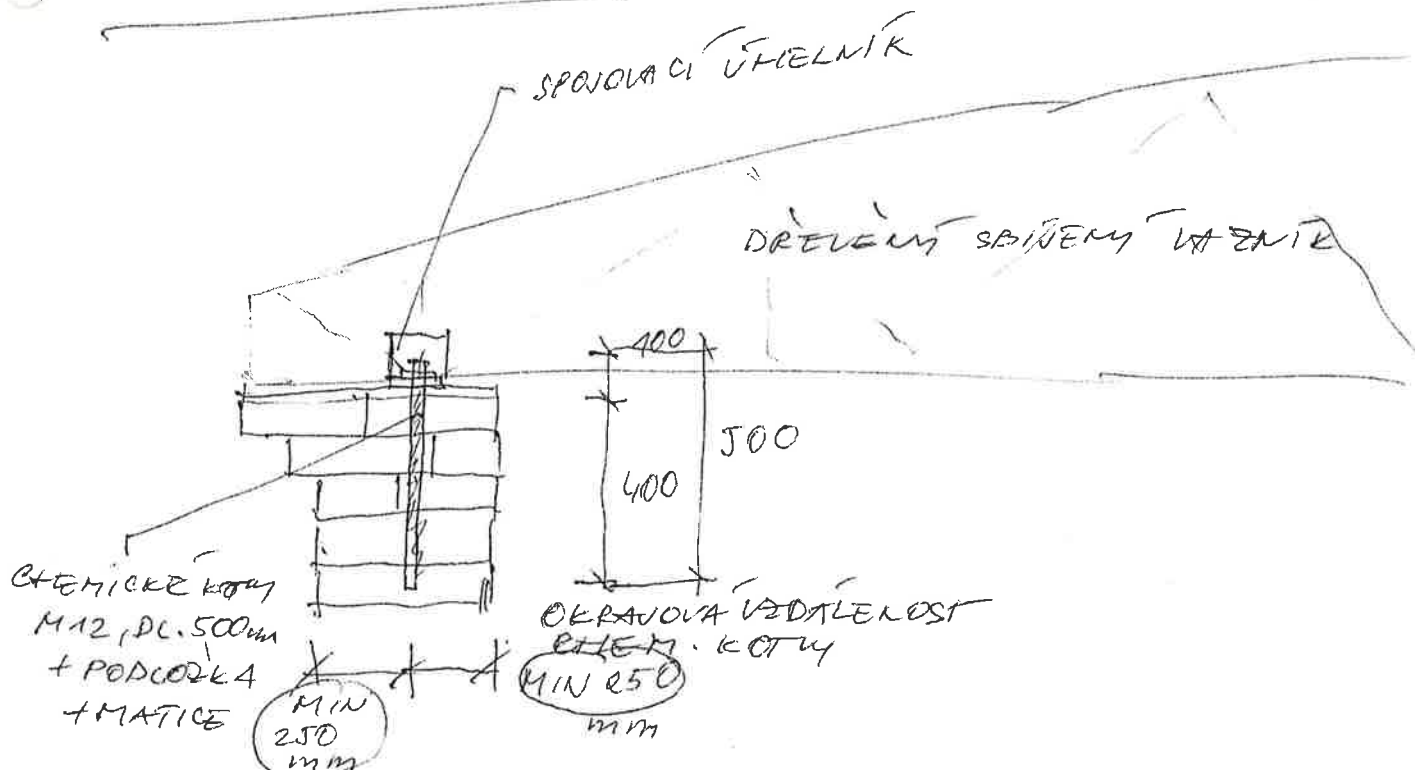 SPOJOVACÍ ÚHELNÍK
DŘEVĚNÝ SBÍJENÝ VAZNÍK
100
500
400
CHEMICKÉ KOTVY
M12, DL. 500mm
+ PODLOŽKA
+ MATICE
MIN
250
mm
OKRAJOVÁ VZDÁLENOST
CHEM. KOTVY
MIN 250
mm